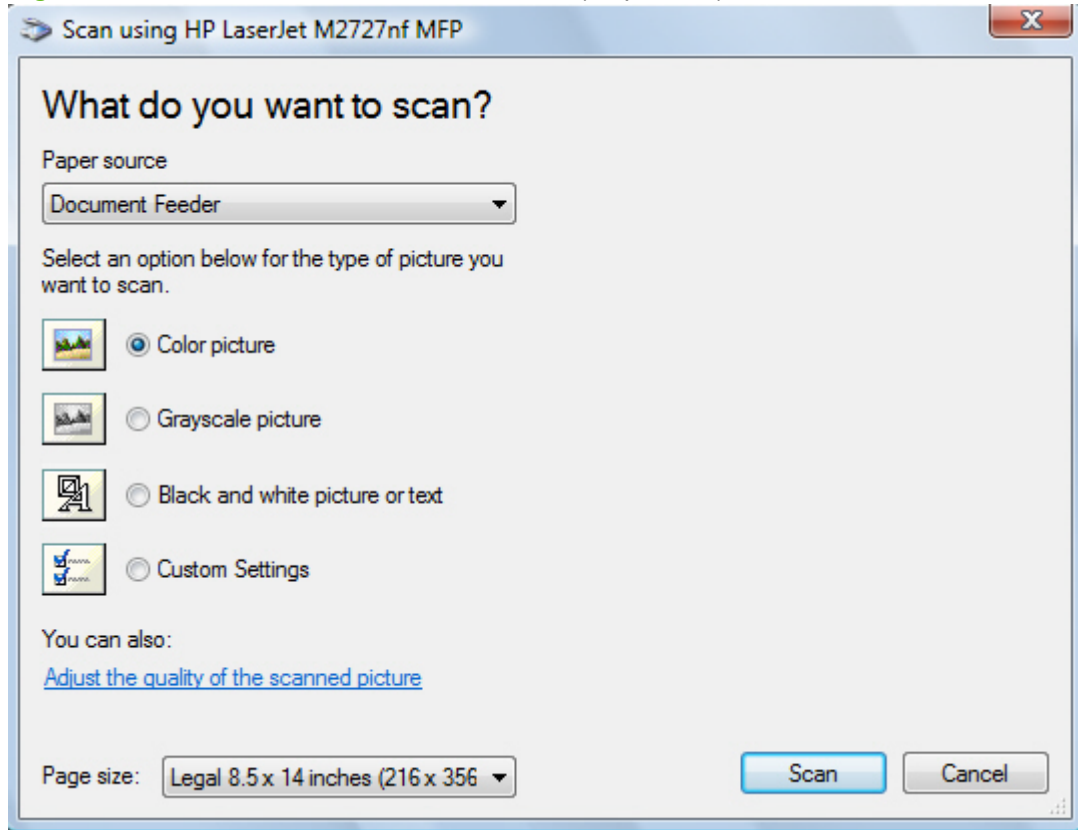 Scan using HP LaserJet M2727nf MFP
What do you want to scan?
Paper source
Document Feeder
Select an option below for the type of picture you
want to scan.
Color picture
Grayscale picture
Black and white picture or text
Custom Settings
You can also:
Adjust the quality of the scanned picture
Page size: Legal 8.5 x 14 inches (216 x 356
Scan Cancel